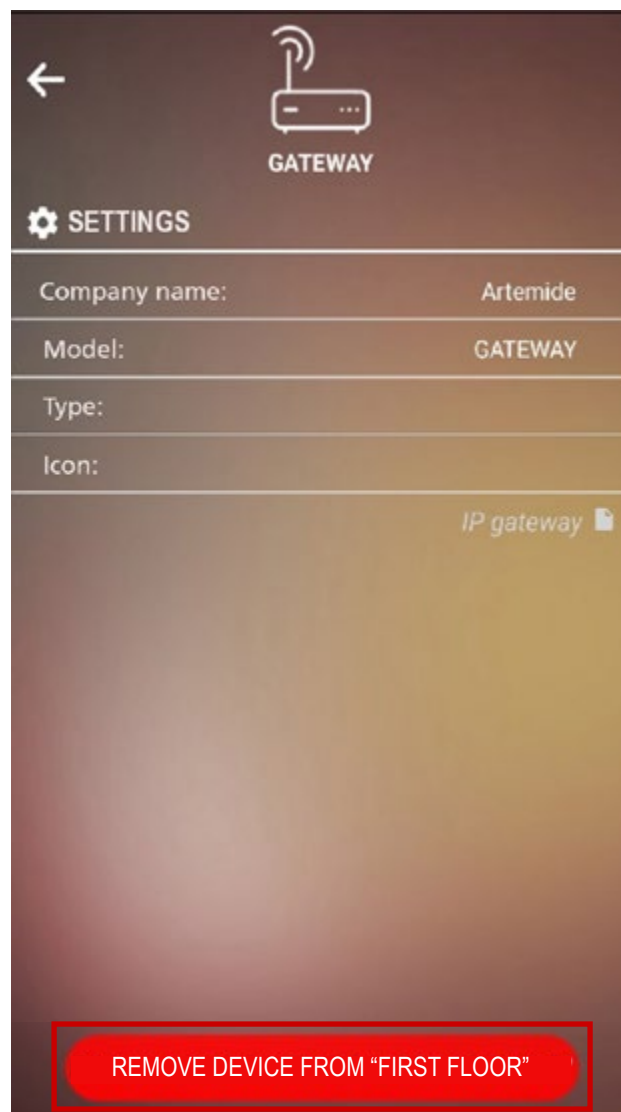 GATEWAY
SETTINGS
Company name: Artemide
Model: GATEWAY
Type:
Icon:
IP gateway
REMOVE DEVICE FROM “FIRST FLOOR”